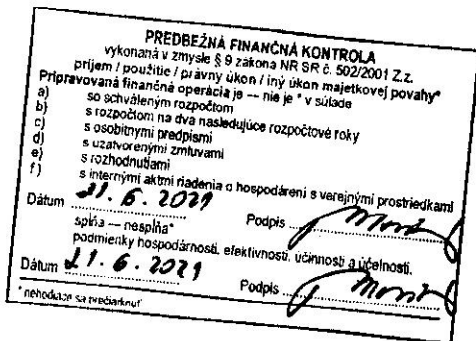 PREDBEŽNÁ FINANČNÁ KONTROLA
vykonaná v zmysle § 9 zákona NR SR č. 502/2001 Z.z.
príjem / použitie / právny úkon / iný úkon majetkovej povahy*
Pripravovaná finančná operácia je — nie je * v súlade
a) so schváleným rozpočtom
b) s rozpočtom na dva nasledujúce rozpočtové roky
c) s osobitnými predpismi
d) s uzatvorenými zmluvami
e) s rozhodnutiami
f) s internými aktmi riadenia o hospodárení s verejnými prostriedkami
Dátum 21. 6. 2021 Podpis
spĺňa — nespĺňa*
podmienky hospodárnosti, efektívnosti, účinnosti a účelnosti.
Dátum 21. 6. 2021 Podpis
* nehodiace sa prečiarknuť